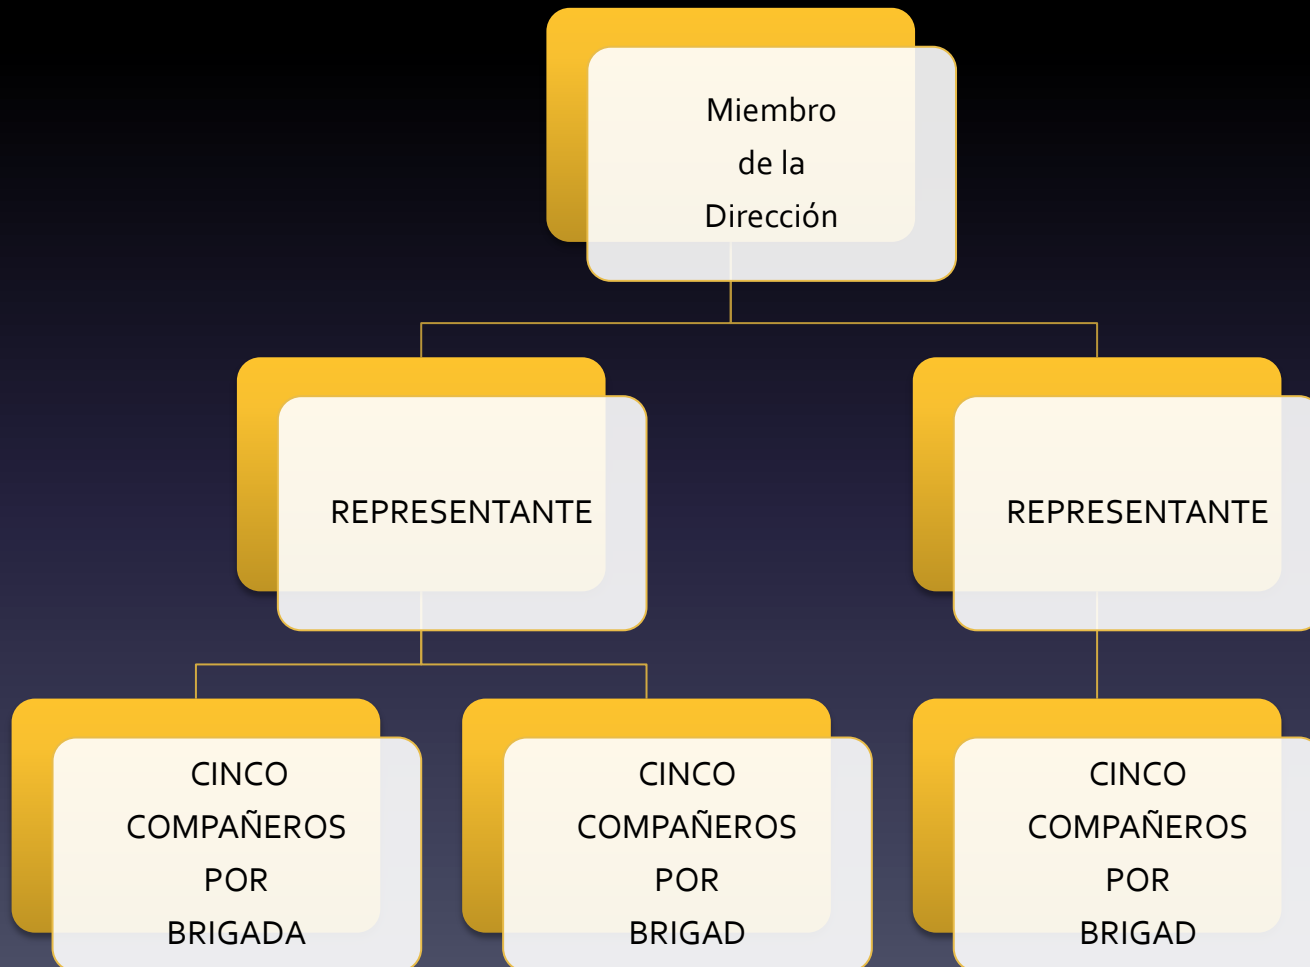 Miembro
de la
Dirección
REPRESENTANTE
REPRESENTANTE
CINCO
COMPAÑEROS
POR
BRIGADA
CINCO
COMPAÑEROS
POR
BRIGAD
CINCO
COMPAÑEROS
POR
BRIGAD